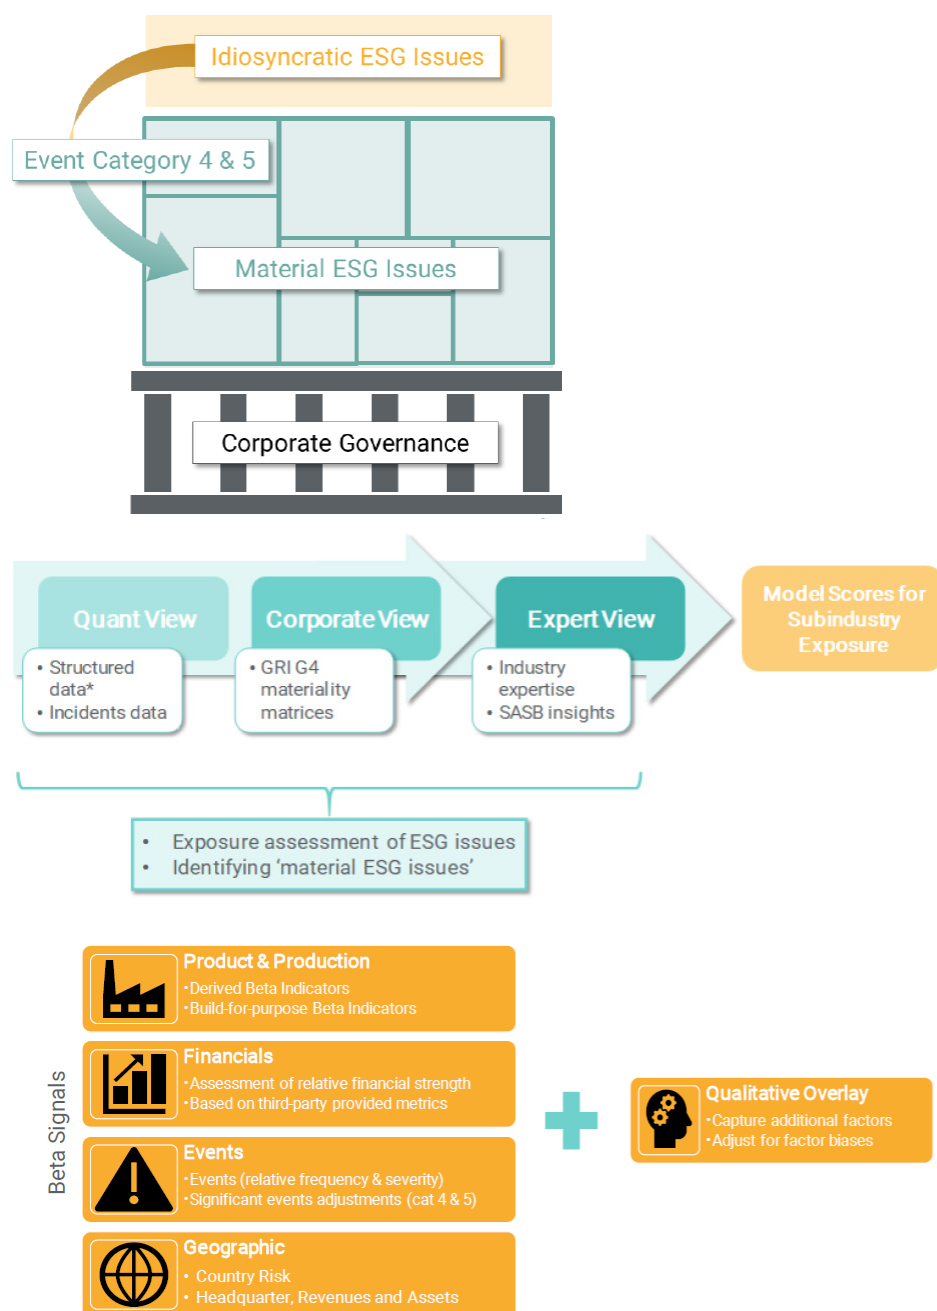 Idiosyncratic ESG Issues
Event Category 4 & 5
Material ESG Issues
Corporate Governance
Quant View
• Structured
data*
• Incidents data
Corporate View
• GRI G4
materiality
matrices
Expert View
• Industry
expertise
• SASB insights
Model Scores for
Subindustry
Exposure
• Exposure assessment of ESG issues
• Identifying ‘material ESG issues’
Beta Signals
Product & Production
•Derived Beta Indicators
•Build-for-purpose Beta Indicators
Financials
•Assessment of relative financial strength
•Based on third-party provided metrics
Events
•Events (relative frequency & severity)
•Significant events adjustments (cat 4 & 5)
Geographic
• Country Risk
• Headquarter, Revenues and Assets
Qualitative Overlay
•Capture additional factors
•Adjust for factor biases